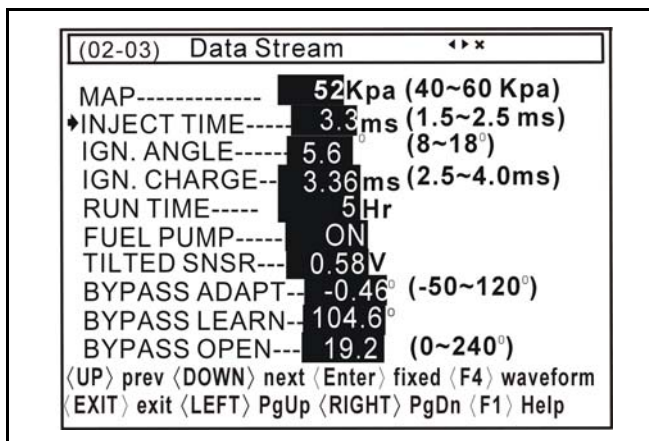 (02-03) Data Stream ◂ ▸ ×
MAP------------- 52Kpa (40~60 Kpa)
➧INJECT TIME----- 3.3ms (1.5~2.5 ms)
IGN. ANGLE----- 5.6° (8~18°)
IGN. CHARGE-- 3.36ms (2.5~4.0ms)
RUN TIME----- 5Hr
FUEL PUMP----- ON
TILTED SNSR--- 0.58V
BYPASS ADAPT-- -0.46° (-50~120°)
BYPASS LEARN-- 104.6°
BYPASS OPEN--- 19.2 (0~240°)
〈UP〉 prev 〈DOWN〉 next 〈Enter〉 fixed 〈F4〉 waveform
〈EXIT〉 exit 〈LEFT〉 PgUp 〈RIGHT〉 PgDn 〈F1〉 Help